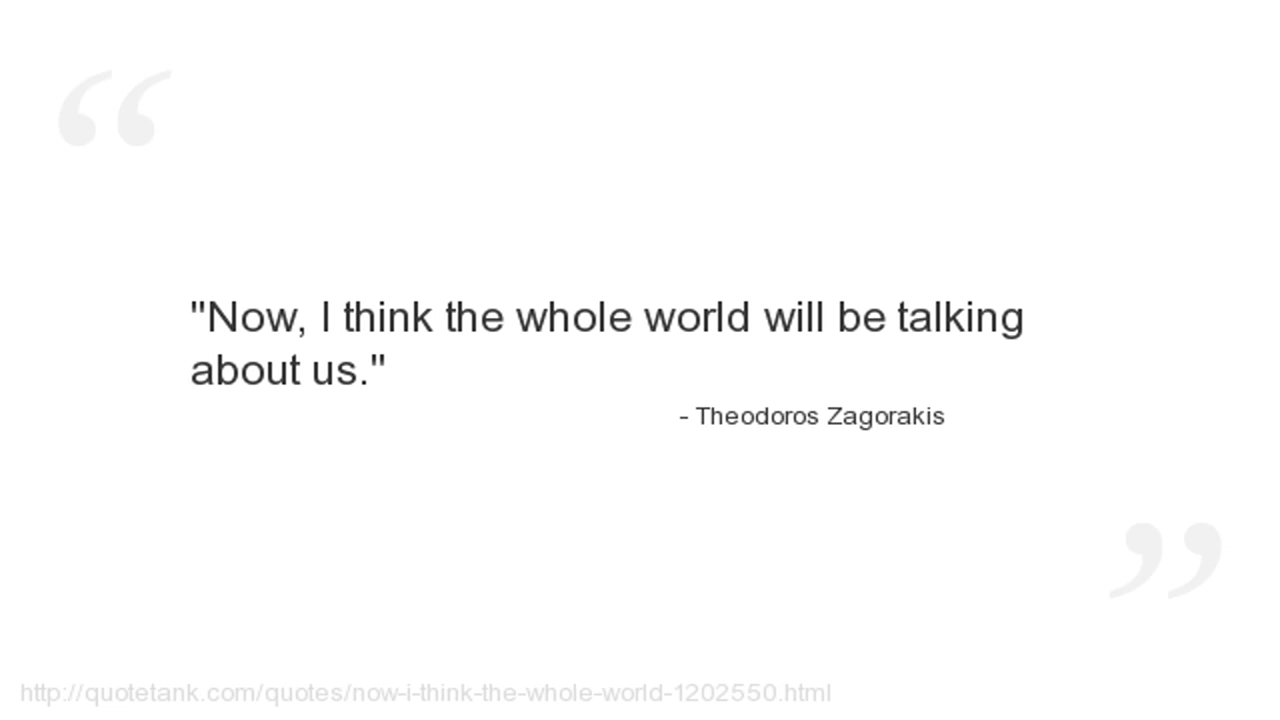 "Now, I think the whole world will be talking
about us."
- Theodoros Zagorakis
http://quotetank.com/quotes/now-i-think-the-whole-world-1202550.html